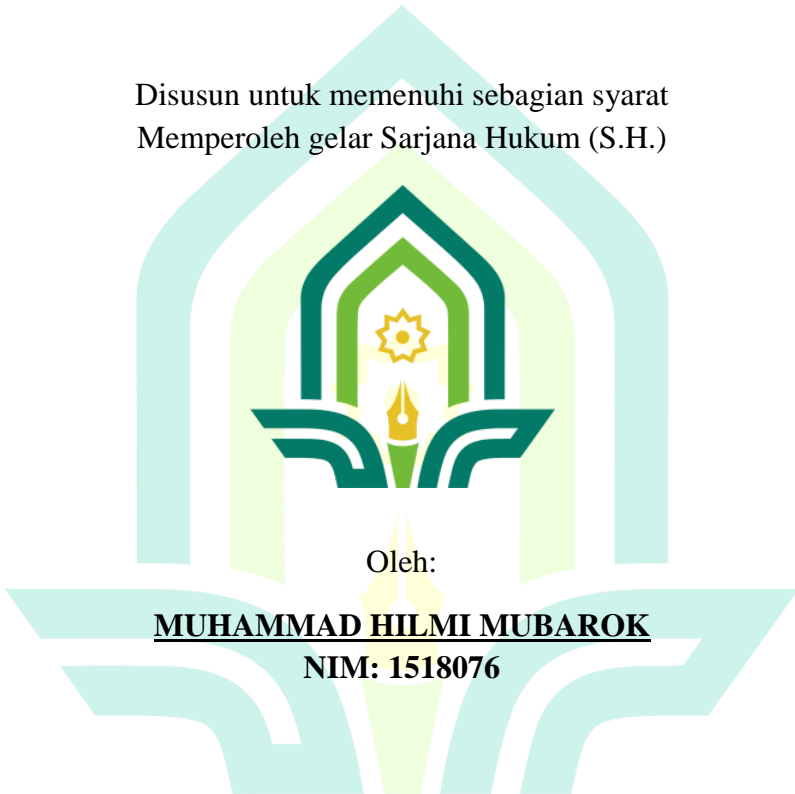 Disusun untuk memenuhi sebagian syarat
Memperoleh gelar Sarjana Hukum (S.H.)
Oleh:
MUHAMMAD HILMI MUBAROK
NIM: 1518076